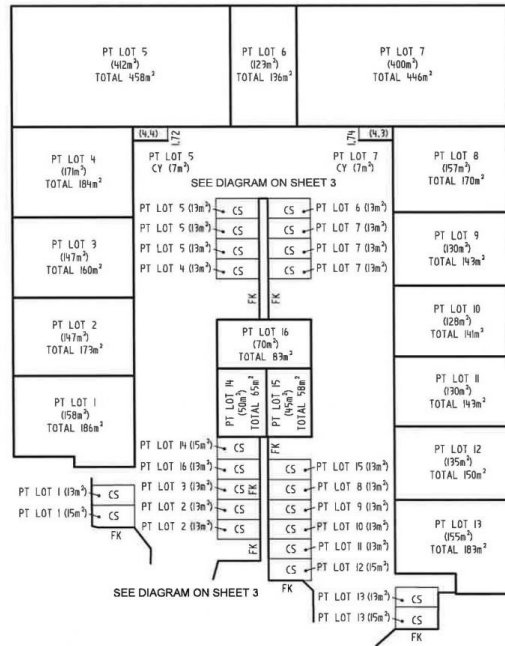 PT LOT 5
(412m²)
TOTAL 458m²
PT LOT 6
(123m²)
TOTAL 136m²
PT LOT 7
(400m²)
TOTAL 446m²
(4.4)
1.72
1.74
(4.3)
PT LOT 5
CY (7m²)
PT LOT 7
CY (7m²)
SEE DIAGRAM ON SHEET 3
PT LOT 4
(171m²)
TOTAL 184m²
PT LOT 3
(147m²)
TOTAL 160m²
PT LOT 2
(147m²)
TOTAL 173m²
PT LOT 1
(158m²)
TOTAL 186m²
PT LOT 8
(157m²)
TOTAL 170m²
PT LOT 9
(130m²)
TOTAL 143m²
PT LOT 10
(128m²)
TOTAL 141m²
PT LOT 11
(130m²)
TOTAL 143m²
PT LOT 12
(135m²)
TOTAL 150m²
PT LOT 13
(155m²)
TOTAL 183m²
PT LOT 5 (13m²) CS
PT LOT 5 (13m²) CS
PT LOT 5 (13m²) CS
PT LOT 4 (13m²) CS
CS PT LOT 6 (13m²)
CS PT LOT 7 (13m²)
CS PT LOT 7 (13m²)
CS PT LOT 7 (13m²)
FK
FK
PT LOT 16
(70m²)
TOTAL 83m²
PT LOT 14
(50m²)
TOTAL 65m²
PT LOT 15
(45m²)
TOTAL 58m²
PT LOT 14 (15m²) CS
PT LOT 16 (13m²) CS
PT LOT 3 (13m²) CS
PT LOT 2 (13m²) CS
PT LOT 2 (13m²) CS
FK
FK
FK
CS PT LOT 15 (13m²)
CS PT LOT 8 (13m²)
CS PT LOT 9 (13m²)
CS PT LOT 10 (13m²)
CS PT LOT 11 (13m²)
CS PT LOT 12 (15m²)
FK
PT LOT 1 (13m²) CS
PT LOT 1 (15m²) CS
FK
SEE DIAGRAM ON SHEET 3
PT LOT 13 (13m²) CS
PT LOT 13 (15m²) CS
FK